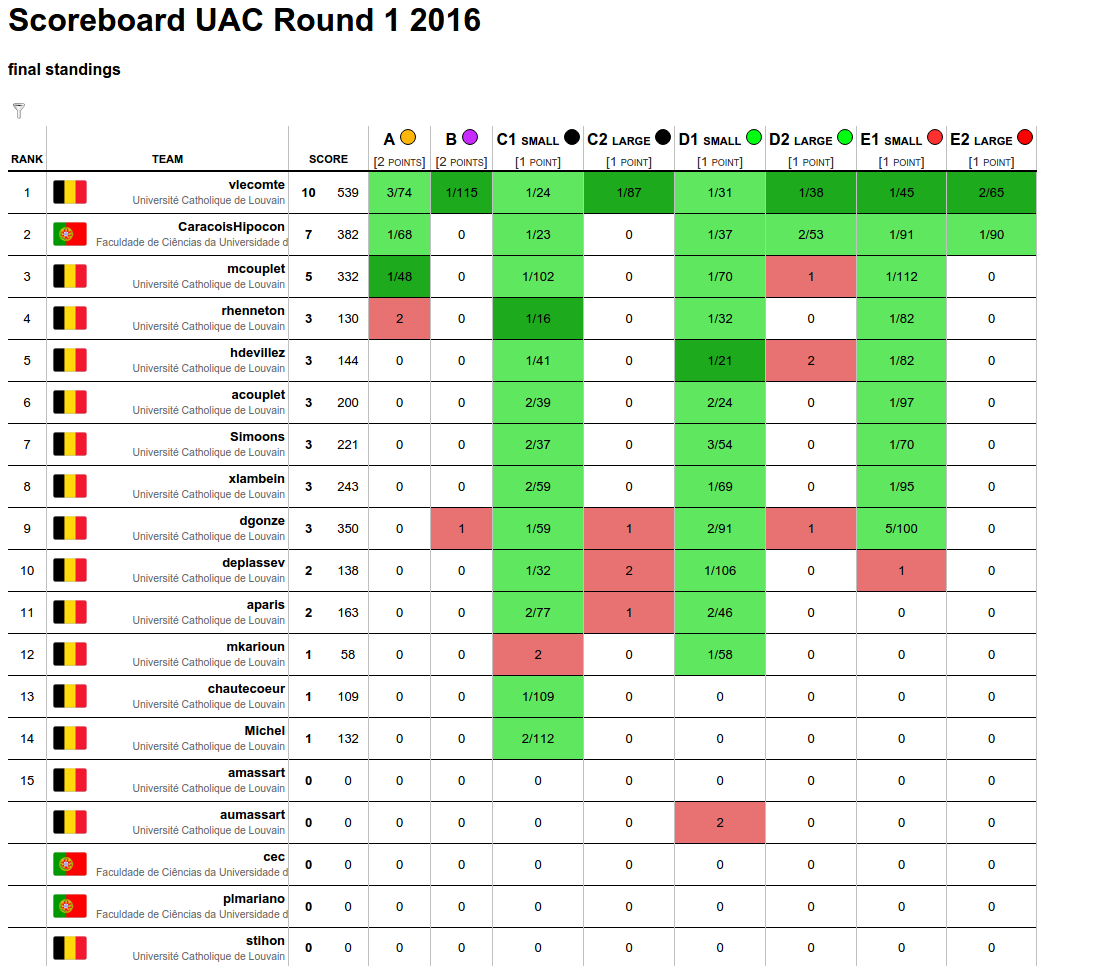 Scoreboard UAC Round 1 2016
final standings
RANK TEAM SCORE A B C1 SMALL C2 LARGE D1 SMALL D2 LARGE E1 SMALL E2 LARGE
[2 POINTS] [2 POINTS] [1 POINT] [1 POINT] [1 POINT] [1 POINT] [1 POINT] [1 POINT]
1 vlecomte 10 539 3/74 1/115 1/24 1/87 1/31 1/38 1/45 2/65
Université Catholique de Louvain
2 CaracoisHipocon 7 382 1/68 0 1/23 0 1/37 2/53 1/91 1/90
Faculdade de Ciências da Universidade d
3 mcouplet 5 332 1/48 0 1/102 0 1/70 1 1/112 0
Université Catholique de Louvain
4 rhenneton 3 130 2 0 1/16 0 1/32 0 1/82 0
Université Catholique de Louvain
5 hdevillez 3 144 0 0 1/41 0 1/21 2 1/82 0
Université Catholique de Louvain
6 acouplet 3 200 0 0 2/39 0 2/24 0 1/97 0
Université Catholique de Louvain
7 Simoons 3 221 0 0 2/37 0 3/54 0 1/70 0
Université Catholique de Louvain
8 xlambein 3 243 0 0 2/59 0 1/69 0 1/95 0
Université Catholique de Louvain
9 dgonze 3 350 0 1 1/59 1 2/91 1 5/100 0
Université Catholique de Louvain
10 deplassev 2 138 0 0 1/32 2 1/106 0 1 0
Université Catholique de Louvain
11 aparis 2 163 0 0 2/77 1 2/46 0 0 0
Université Catholique de Louvain
12 mkarioun 1 58 0 0 2 0 1/58 0 0 0
Université Catholique de Louvain
13 chautecoeur 1 109 0 0 1/109 0 0 0 0 0
Université Catholique de Louvain
14 Michel 1 132 0 0 2/112 0 0 0 0 0
Université Catholique de Louvain
15 amassart 0 0 0 0 0 0 0 0 0 0
Université Catholique de Louvain
aumassart 0 0 0 0 0 0 2 0 0 0
Université Catholique de Louvain
cec 0 0 0 0 0 0 0 0 0 0
Faculdade de Ciências da Universidade d
plmariano 0 0 0 0 0 0 0 0 0 0
Faculdade de Ciências da Universidade d
stihon 0 0 0 0 0 0 0 0 0 0
Université Catholique de Louvain